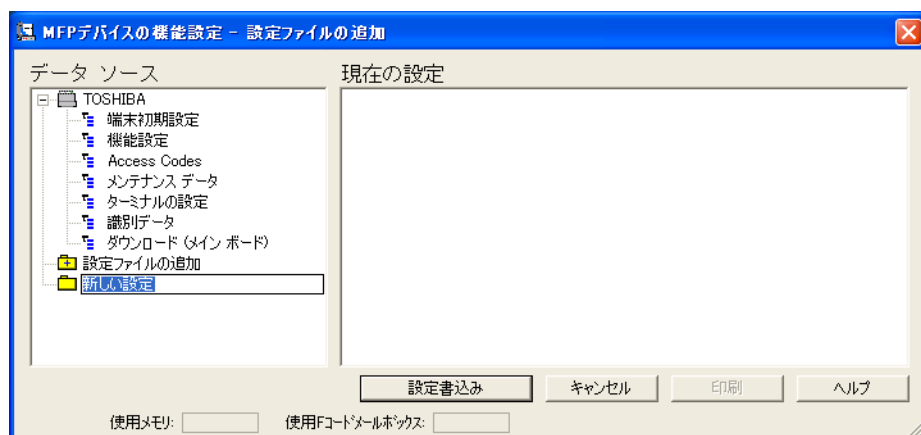 MFPデバイスの機能設定 - 設定ファイルの追加
データ ソース
現在の設定
TOSHIBA
端末初期設定
機能設定
Access Codes
メンテナンス データ
ターミナルの設定
識別データ
ダウンロード (メイン ボード)
設定ファイルの追加
新しい設定
設定書込み
キャンセル
印刷
ヘルプ
使用メモリ:
使用Fコードメールボックス: